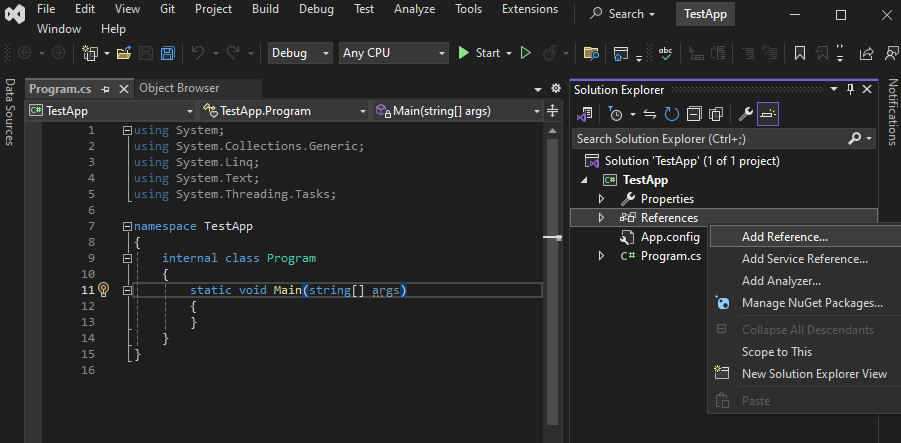 File Edit View Git Project Build Debug Test Analyze Tools Extensions Search TestApp
Window Help
Debug Any CPU Start
Data Sources
Program.cs Object Browser
TestApp TestApp.Program Main(string[] args)
1 using System;
2 using System.Collections.Generic;
3 using System.Linq;
4 using System.Text;
5 using System.Threading.Tasks;
6
7 namespace TestApp
8 {
9 internal class Program
10 {
11 static void Main(string[] args)
12 {
13 }
14 }
15 }
16
Solution Explorer
Search Solution Explorer (Ctrl+;)
Solution 'TestApp' (1 of 1 project)
C# TestApp
Properties
References
App.config
C# Program.cs
Add Reference...
Add Service Reference...
Add Analyzer...
Manage NuGet Packages...
Collapse All Descendants
Scope to This
New Solution Explorer View
Paste
Notifications